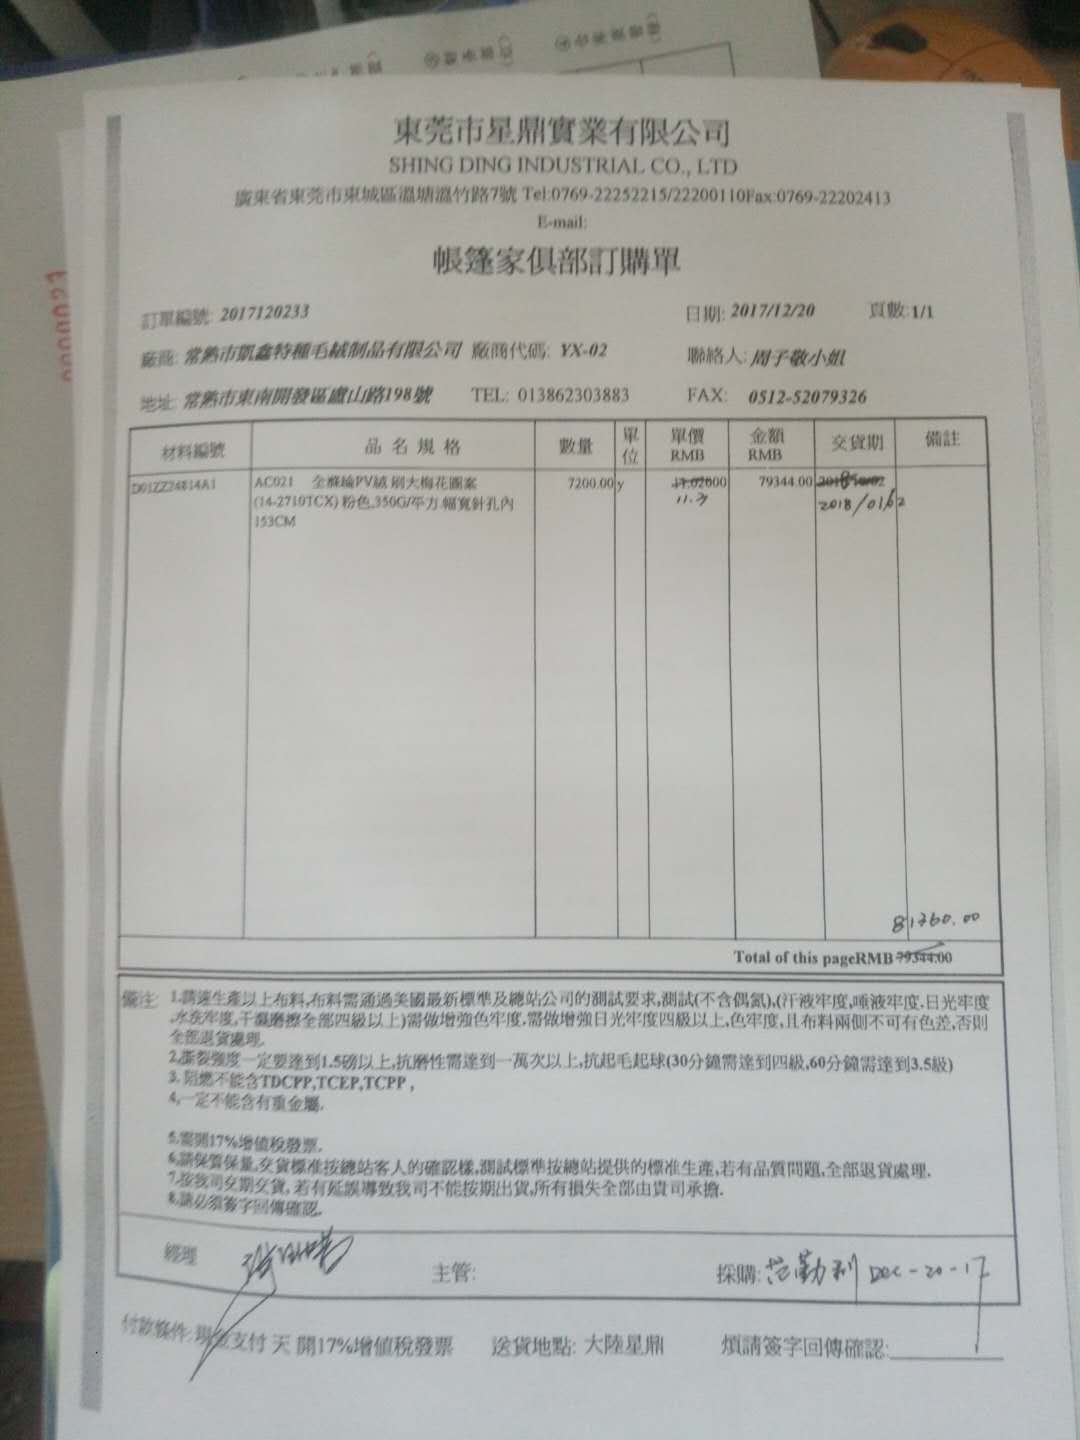 東莞市星鼎實業有限公司
SHING DING INDUSTRIAL CO., LTD
廣東省東莞市東城區溫塘溫竹路7號 Tel:0769-22252215/22200110Fax:0769-22202413
E-mail:
帳篷家俱部訂購單
訂單編號: 2017120233 日期: 2017/12/20 頁數:1/1
廠商: 常熟市凱鑫特種毛絨制品有限公司 廠商代碼: YX-02 聯絡人: 周子敬小姐
地址: 常熟市東南開發區盧山路198號 TEL: 013862303883 FAX: 0512-52079326
材料編號 品 名 規 格 數量 單位 單價 RMB 金額 RMB 交貨期 備註
D01ZZ24814A1 AC021 全滌綸PV絨 刷大梅花圖案 7200.00 y 11.02000 79344.00
(14-2710TCX) 粉色,350G/平方.幅寬針孔內 11.3 2018/01/02
153CM
81360.00
Total of this pageRMB 79344.00
備注: 1.請速生產以上布料,布料需通過美國最新標準及總站公司的測試要求,測試(不含偶氮),(汗液牢度,唾液牢度.日光牢度
,水洗牢度,干濕磨擦全部四級以上)需做增強色牢度,需做增強日光牢度四級以上,色牢度,且布料兩側不可有色差,否則
全部退貨處理.
2.撕裂強度一定要達到1.5磅以上,抗磨性需達到一萬次以上,抗起毛起球(30分鐘需達到四級,60分鐘需達到3.5級)
3. 阻燃不能含TDCPP,TCEP,TCPP ,
4.一定不能含有重金屬.
5.需開17%增值稅發票.
6.請保質保量,交貨標准按總站客人的確認樣,測試標準按總站提供的標准生產,若有品質問題,全部退貨處理.
7.按我司交期交貨, 若有延誤導致我司不能按期出貨,所有損失全部由貴司承擔.
8.請必須簽字回傳確認.
經理 主管: 採購: 范勤利 Dec-20-17
付款條件: 現金支付 天 開17%增值稅發票 送貨地點: 大陸星鼎 煩請簽字回傳確認: